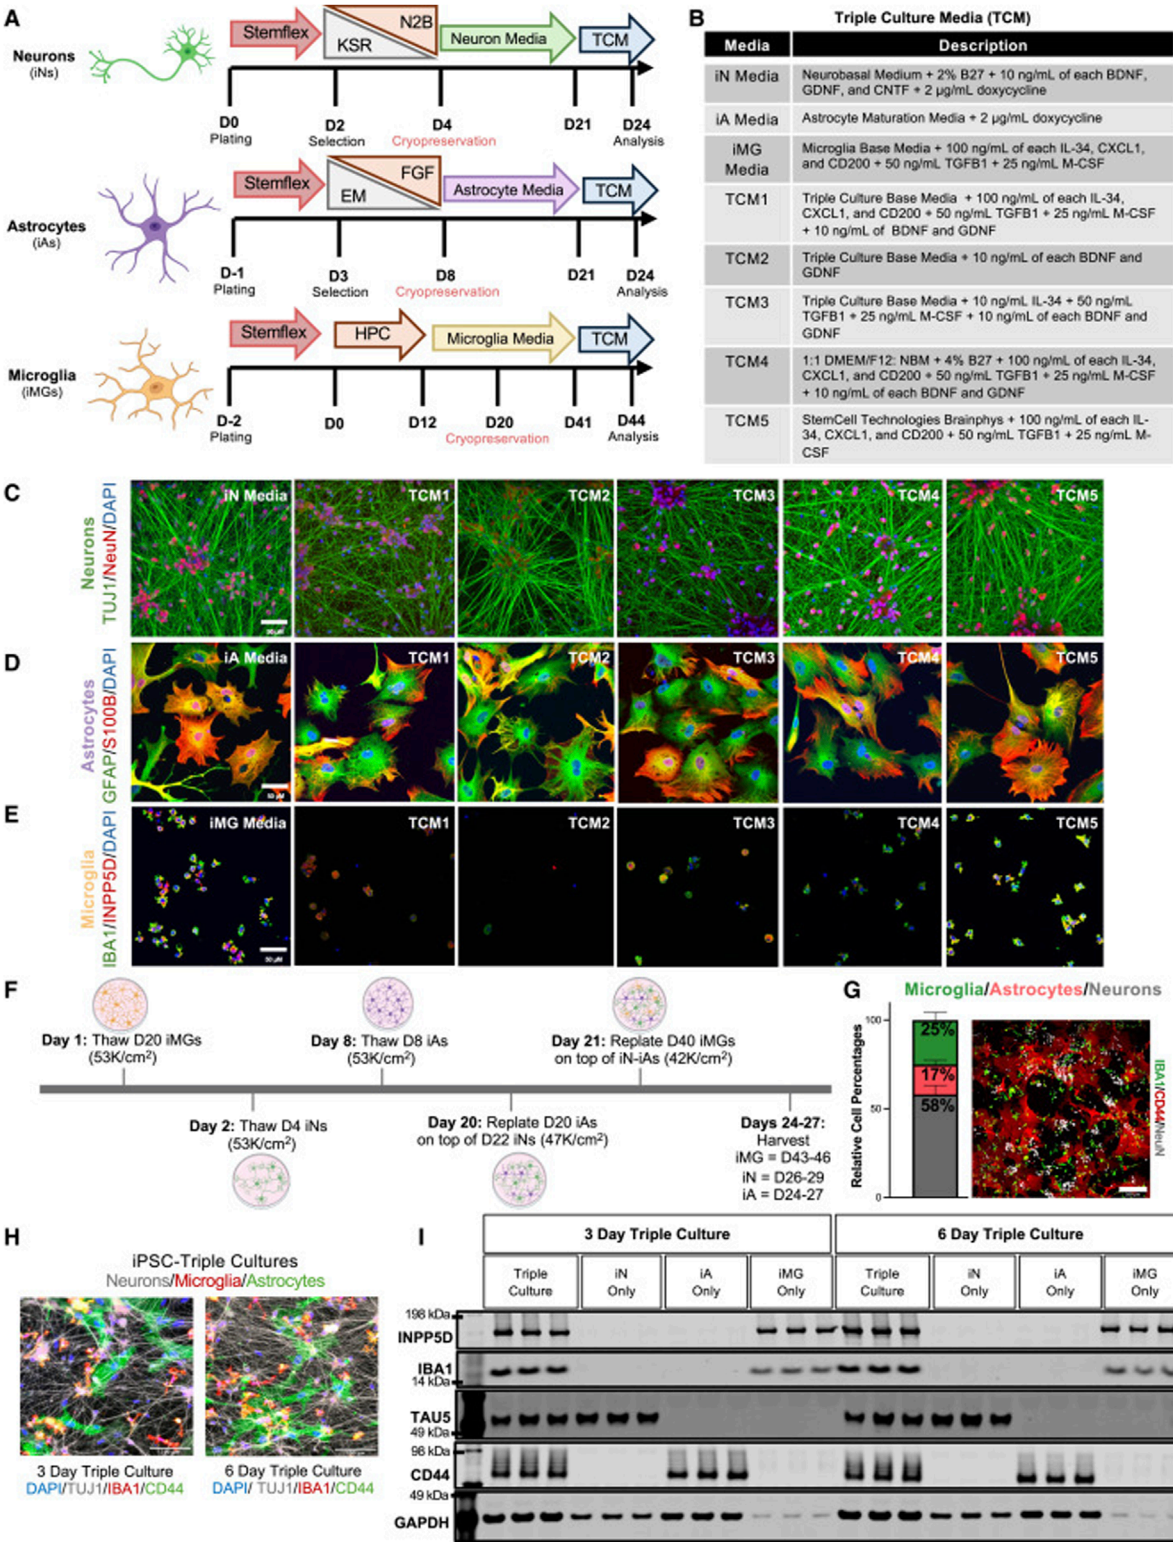 A
Neurons
(iNs)
Stemflex
KSR
N2B
Neuron Media
TCM
D0
Plating
D2
Selection
D4
Cryopreservation
D21
D24
Analysis
Astrocytes
(iAs)
Stemflex
EM
FGF
Astrocyte Media
TCM
D-1
Plating
D3
Selection
D8
Cryopreservation
D21
D24
Analysis
Microglia
(iMGs)
Stemflex
HPC
Microglia Media
TCM
D-2
Plating
D0
D12
D20
Cryopreservation
D41
D44
Analysis
B
Triple Culture Media (TCM)
Media
Description
iN Media
Neurobasal Medium + 2% B27 + 10 ng/mL of each BDNF,
GDNF, and CNTF + 2 µg/mL doxycycline
iA Media
Astrocyte Maturation Media + 2 µg/mL doxycycline
iMG
Media
Microglia Base Media + 100 ng/mL of each IL-34, CXCL1,
and CD200 + 50 ng/mL TGFB1 + 25 ng/mL M-CSF
TCM1
Triple Culture Base Media + 100 ng/mL of each IL-34,
CXCL1, and CD200 + 50 ng/mL TGFB1 + 25 ng/mL M-CSF
+ 10 ng/mL of BDNF and GDNF
TCM2
Triple Culture Base Media + 10 ng/mL of each BDNF and
GDNF
TCM3
Triple Culture Base Media + 10 ng/mL IL-34 + 50 ng/mL
TGFB1 + 25 ng/mL M-CSF + 10 ng/mL of each BDNF and
GDNF
TCM4
1:1 DMEM/F12: NBM + 4% B27 + 100 ng/mL of each IL-34,
CXCL1, and CD200 + 50 ng/mL TGFB1 + 25 ng/mL M-CSF
+ 10 ng/mL of each BDNF and GDNF
TCM5
StemCell Technologies Brainphys + 100 ng/mL of each IL-
34, CXCL1, and CD200 + 50 ng/mL TGFB1 + 25 ng/mL M-
CSF
C
Neurons
TUJ1/NeuN/DAPI
iN Media
TCM1
TCM2
TCM3
TCM4
TCM5
D
Astrocytes
GFAP/S100B/DAPI
iA Media
50 µM
TCM1
TCM2
TCM3
TCM4
TCM5
E
Microglia
IBA1/INPP5D/DAPI
iMG Media
50 µM
TCM1
TCM2
TCM3
TCM4
TCM5
F
Day 1: Thaw D20 iMGs
(53K/cm²)
Day 8: Thaw D8 iAs
(53K/cm²)
Day 21: Replate D40 iMGs
on top of iN-iAs (42K/cm²)
Day 2: Thaw D4 iNs
(53K/cm²)
Day 20: Replate D20 iAs
on top of D22 iNs (47K/cm²)
Days 24-27:
Harvest
iMG = D43-46
iN = D26-29
iA = D24-27
G
Microglia/Astrocytes/Neurons
Relative Cell Percentages
100
50
0
25%
17%
58%
IBA1/CD44/NeuN
H
iPSC-Triple Cultures
Neurons/Microglia/Astrocytes
3 Day Triple Culture
DAPI/TUJ1/IBA1/CD44
6 Day Triple Culture
DAPI/ TUJ1/IBA1/CD44
I
3 Day Triple Culture
6 Day Triple Culture
Triple
Culture
iN
Only
iA
Only
iMG
Only
Triple
Culture
iN
Only
iA
Only
iMG
Only
198 kDa
INPP5D
IBA1
14 kDa
TAU5
49 kDa
98 kDa
CD44
49 kDa
GAPDH